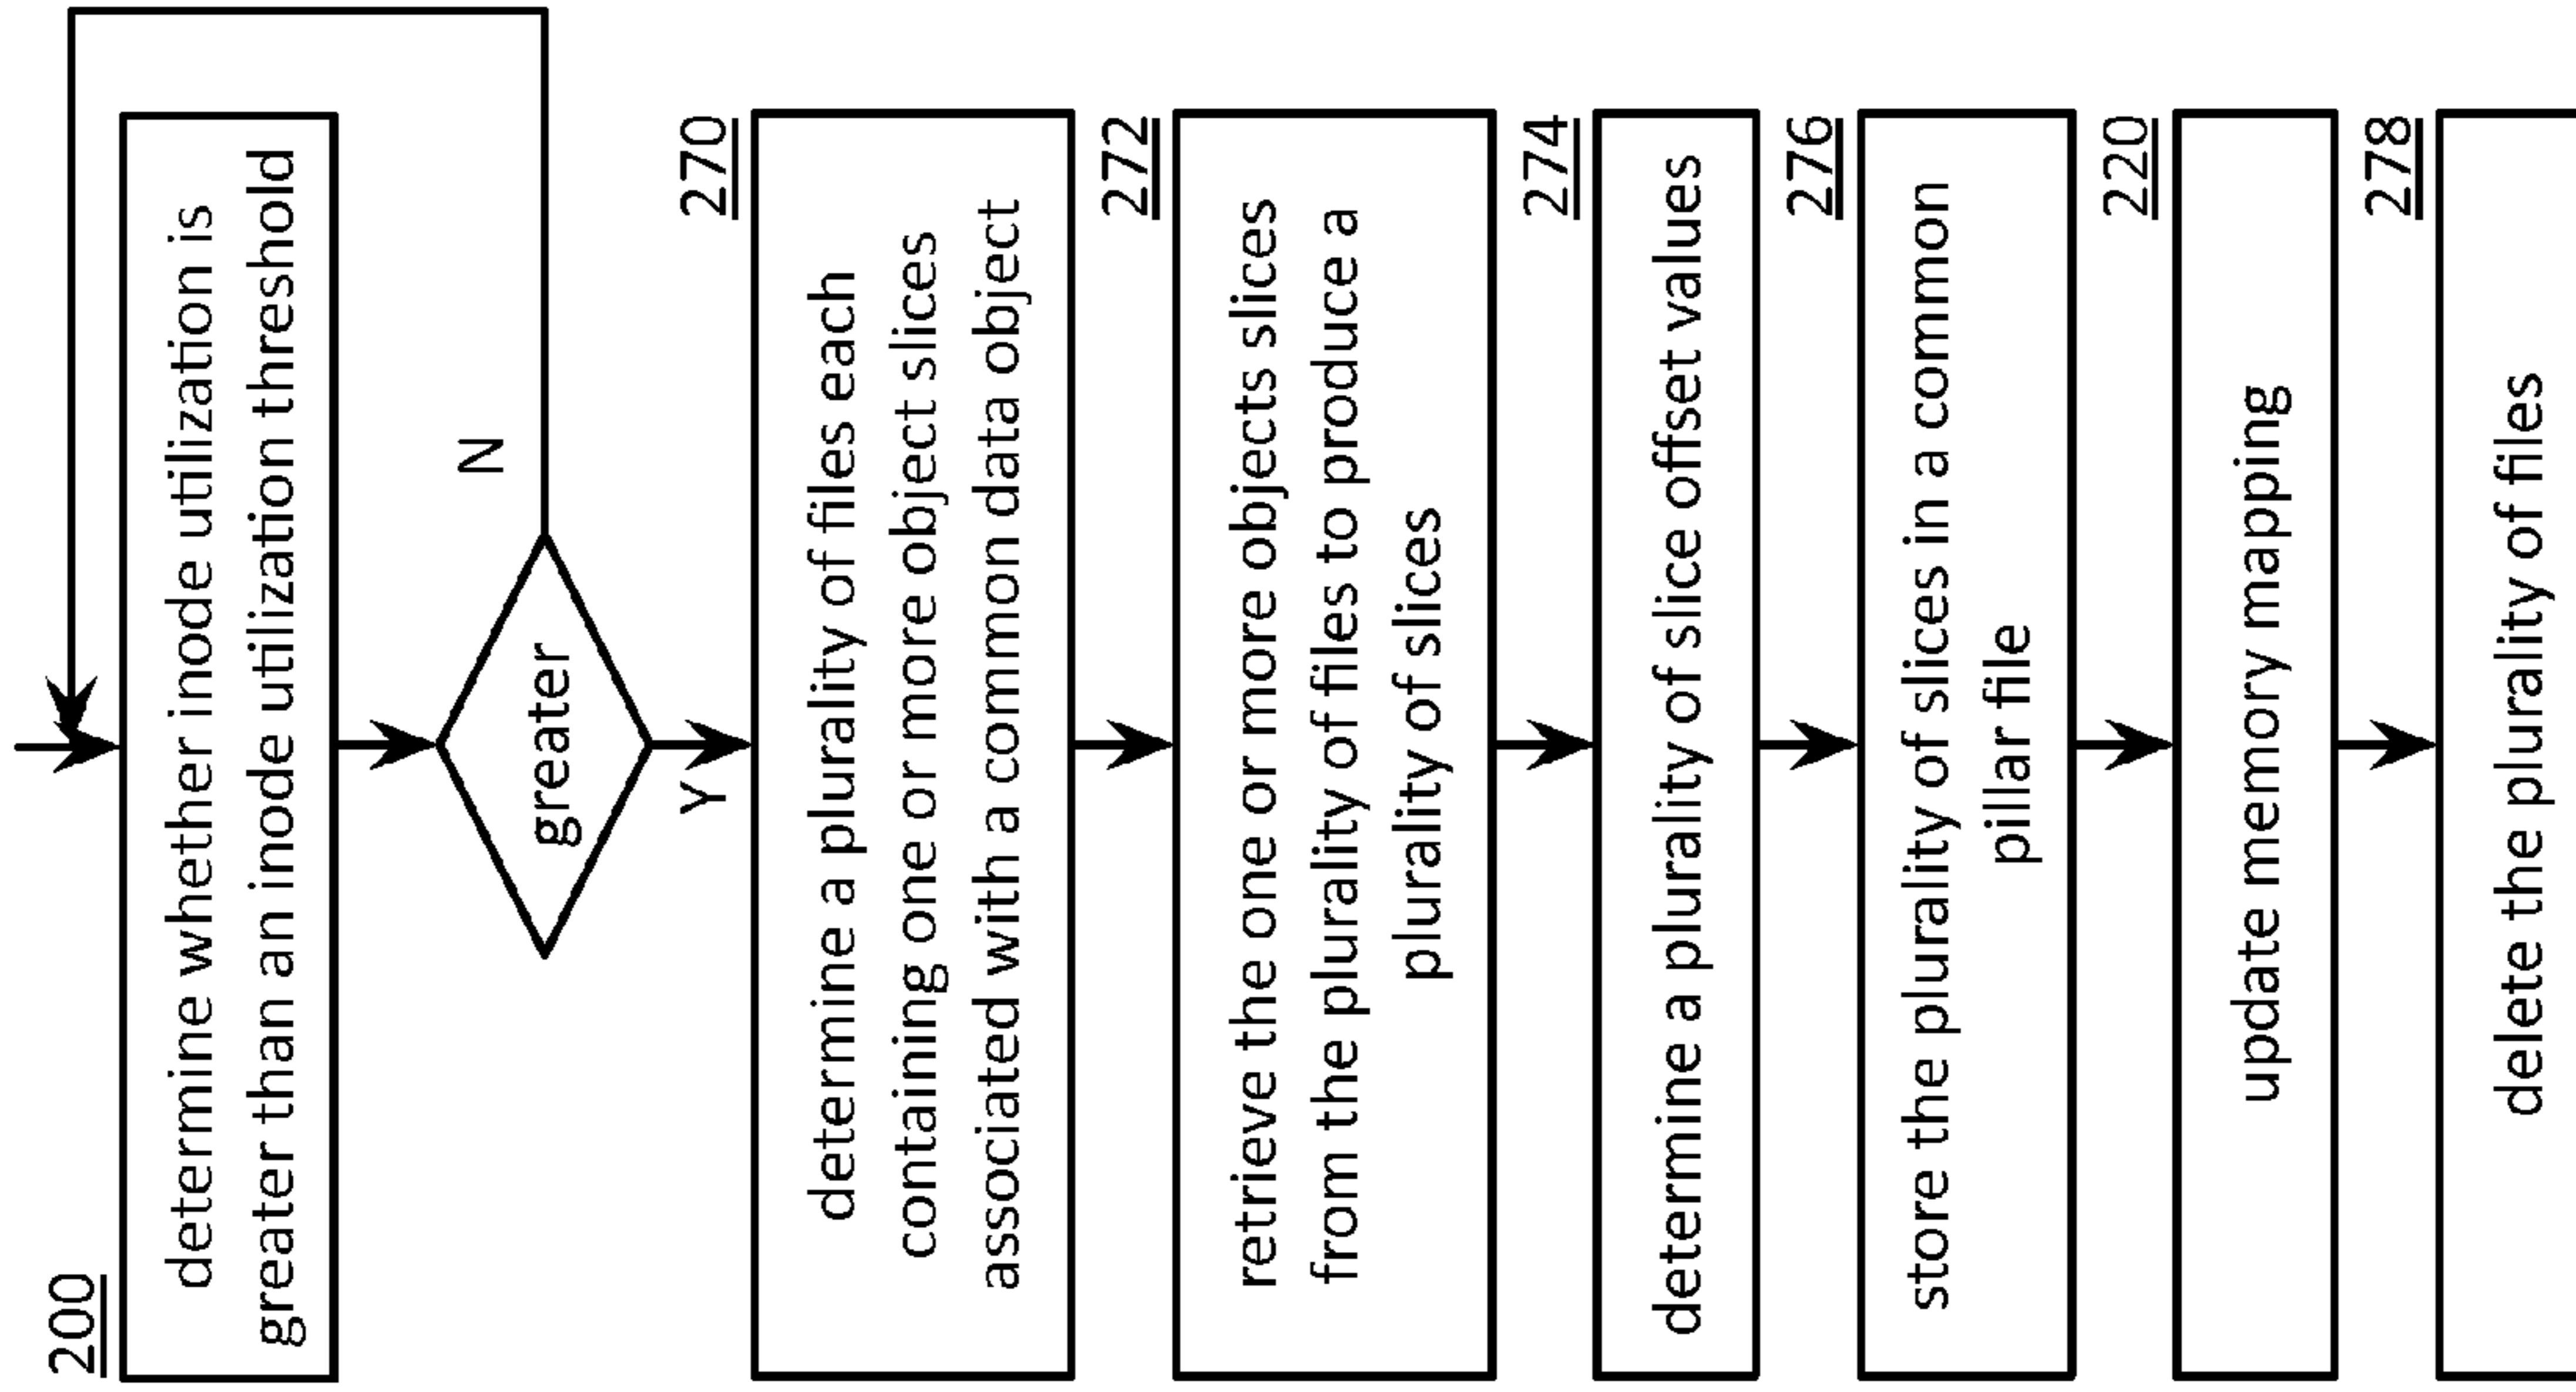 200
determine whether inode utilization is
greater than an inode utilization threshold
greater
N
Y
270
determine a plurality of files each
containing one or more object slices
associated with a common data object
272
retrieve the one or more objects slices
from the plurality of files to produce a
plurality of slices
274
determine a plurality of slice offset values
276
store the plurality of slices in a common
pillar file
220
update memory mapping
278
delete the plurality of files